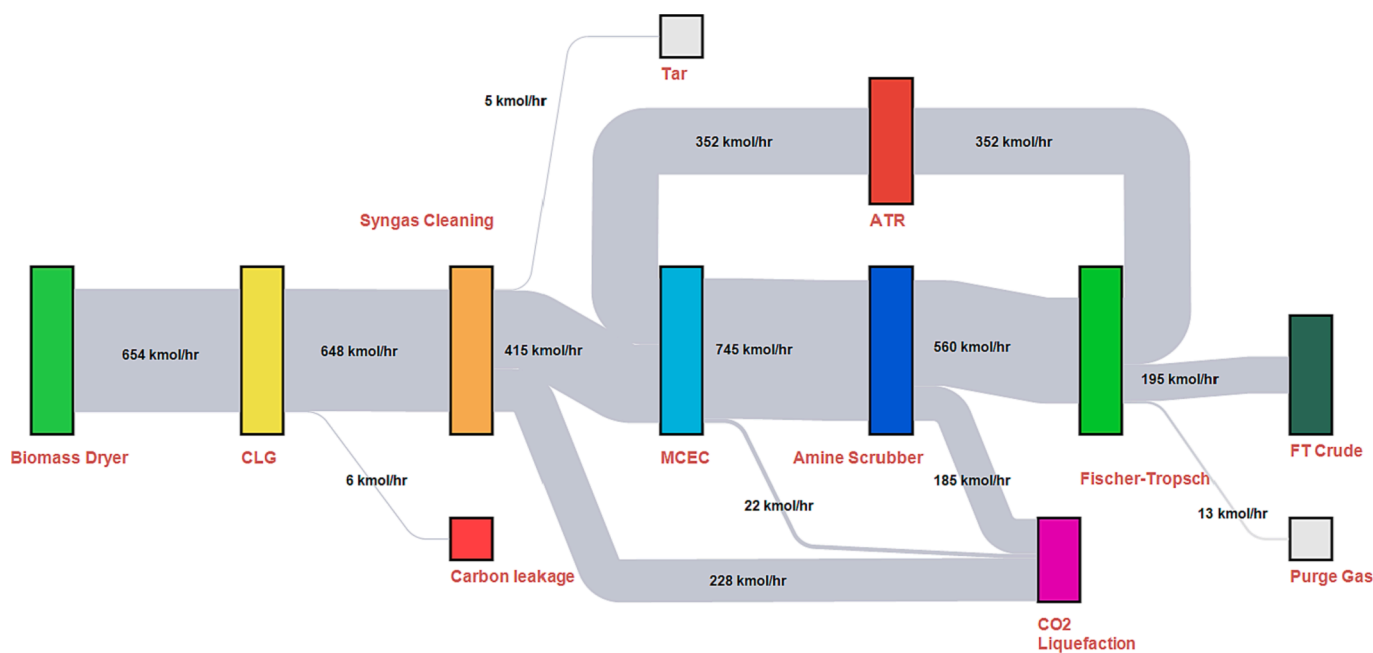 Tar
5 kmol/hr
352 kmol/hr
352 kmol/hr
Syngas Cleaning
ATR
654 kmol/hr
648 kmol/hr
415 kmol/hr
745 kmol/hr
560 kmol/hr
195 kmol/hr
Biomass Dryer
CLG
MCEC
Amine Scrubber
Fischer-Tropsch
FT Crude
6 kmol/hr
22 kmol/hr
185 kmol/hr
13 kmol/hr
Carbon leakage
228 kmol/hr
Purge Gas
CO2
Liquefaction